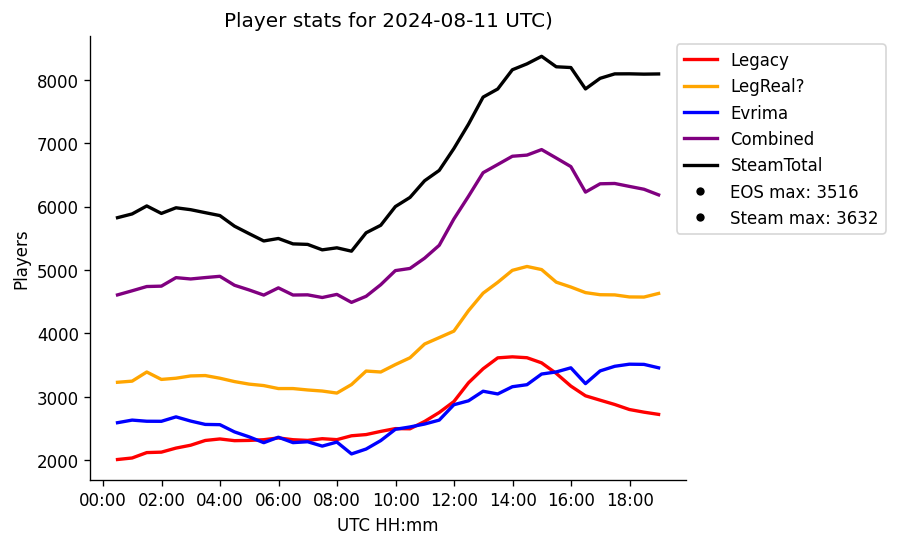 Player stats for 2024-08-11 UTC)
Legacy
LegReal?
Evrima
Combined
SteamTotal
EOS max: 3516
Steam max: 3632
Players
8000
7000
6000
5000
4000
3000
2000
00:00 02:00 04:00 06:00 08:00 10:00 12:00 14:00 16:00 18:00
UTC HH:mm